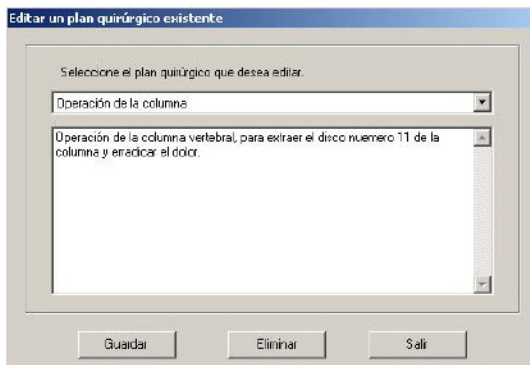 Editar un plan quirúrgico existente
Seleccione el plan quirúrgico que desea editar.
Operación de la columna
Operación de la columna vertebral, para extraer el disco nuemero 11 de la
columna y erradicar el dolor.
Guardar
Eliminar
Salir